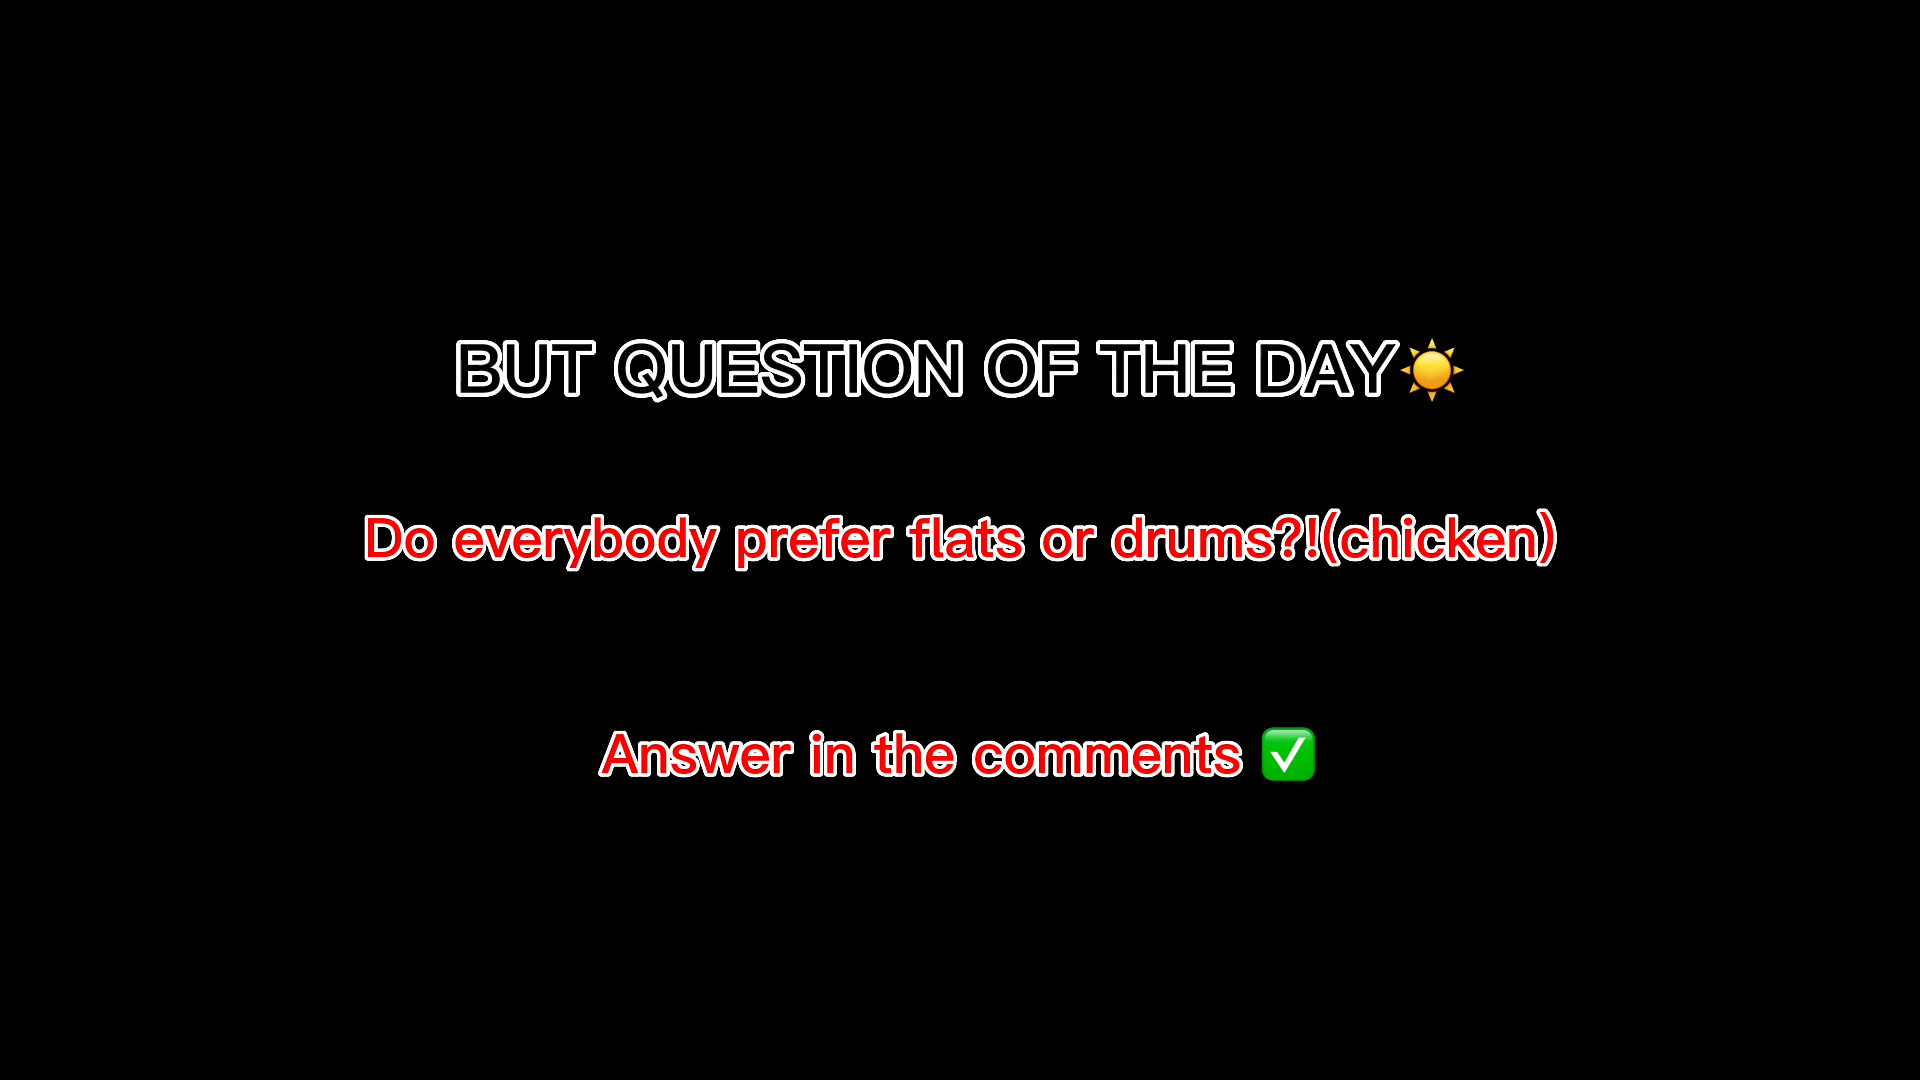 BUT QUESTION OF THE DAY☀️
Do everybody prefer flats or drums?!(chicken)
Answer in the comments ✅